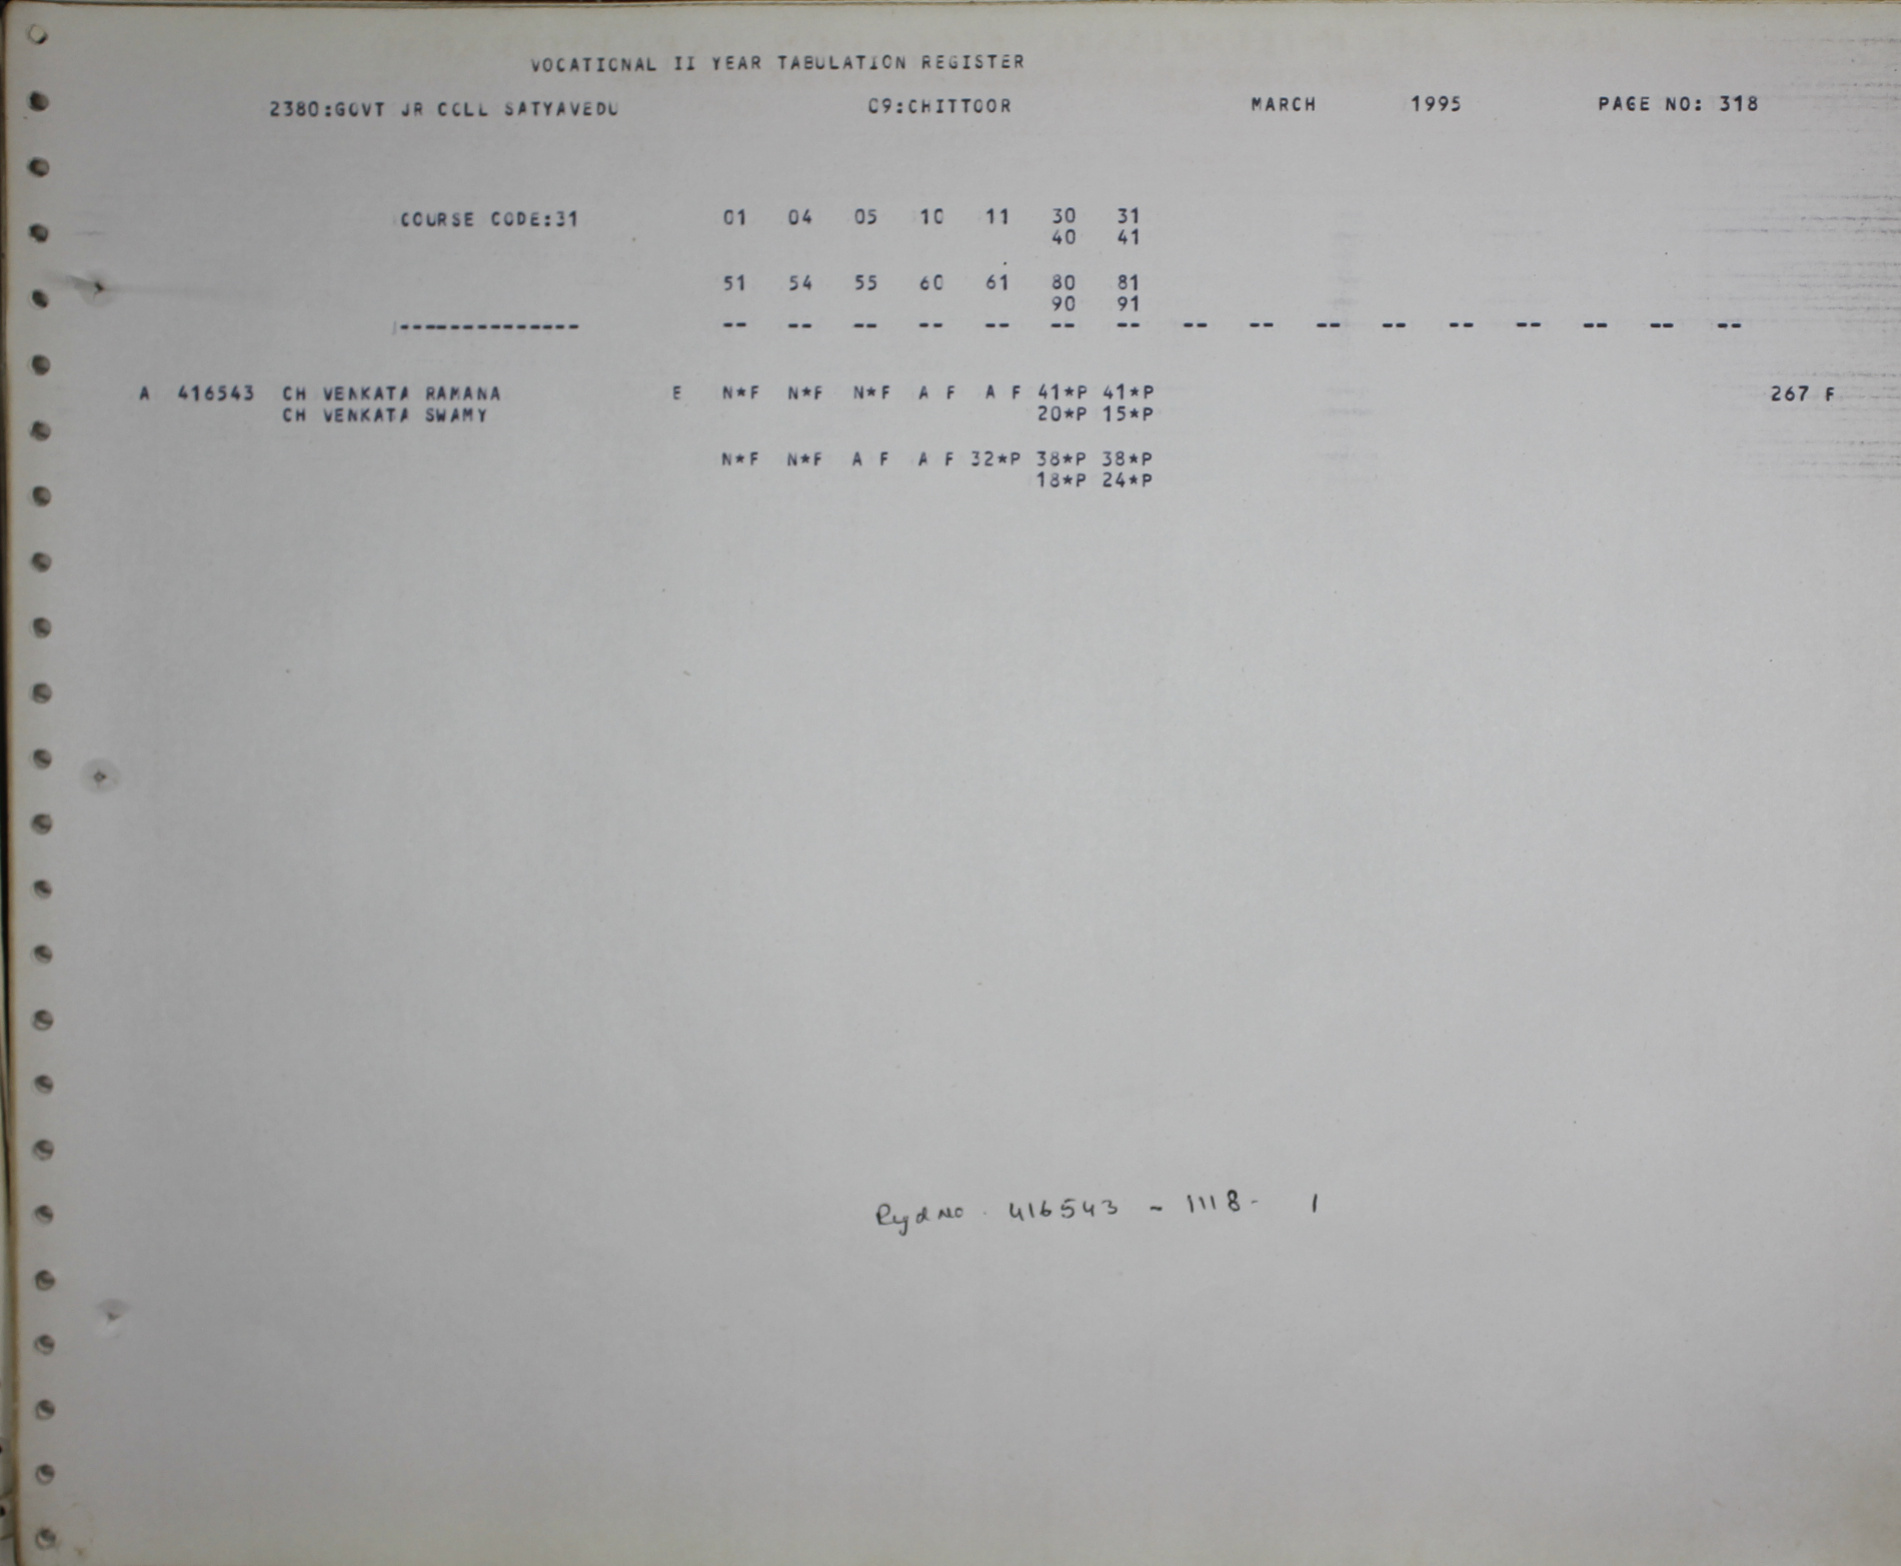 VOCATIONAL II YEAR TABULATION REGISTER
2380:GOVT JR COLL SATYAVEDU 09:CHITTOOR MARCH 1995 PAGE NO: 318
COURSE CODE:31 01 04 05 10 11 30 31
40 41
51 54 55 60 61 80 81
90 91
-------------- -- -- -- -- -- -- -- -- -- -- -- -- -- -- -- --
A 416543 CH VENKATA RAMANA E N*F N*F N*F A F A F 41*P 41*P 267 F
CH VENKATA SWAMY 20*P 15*P
N*F N*F A F A F 32*P 38*P 38*P
18*P 24*P
Regd No. 416543 - 1118 - 1